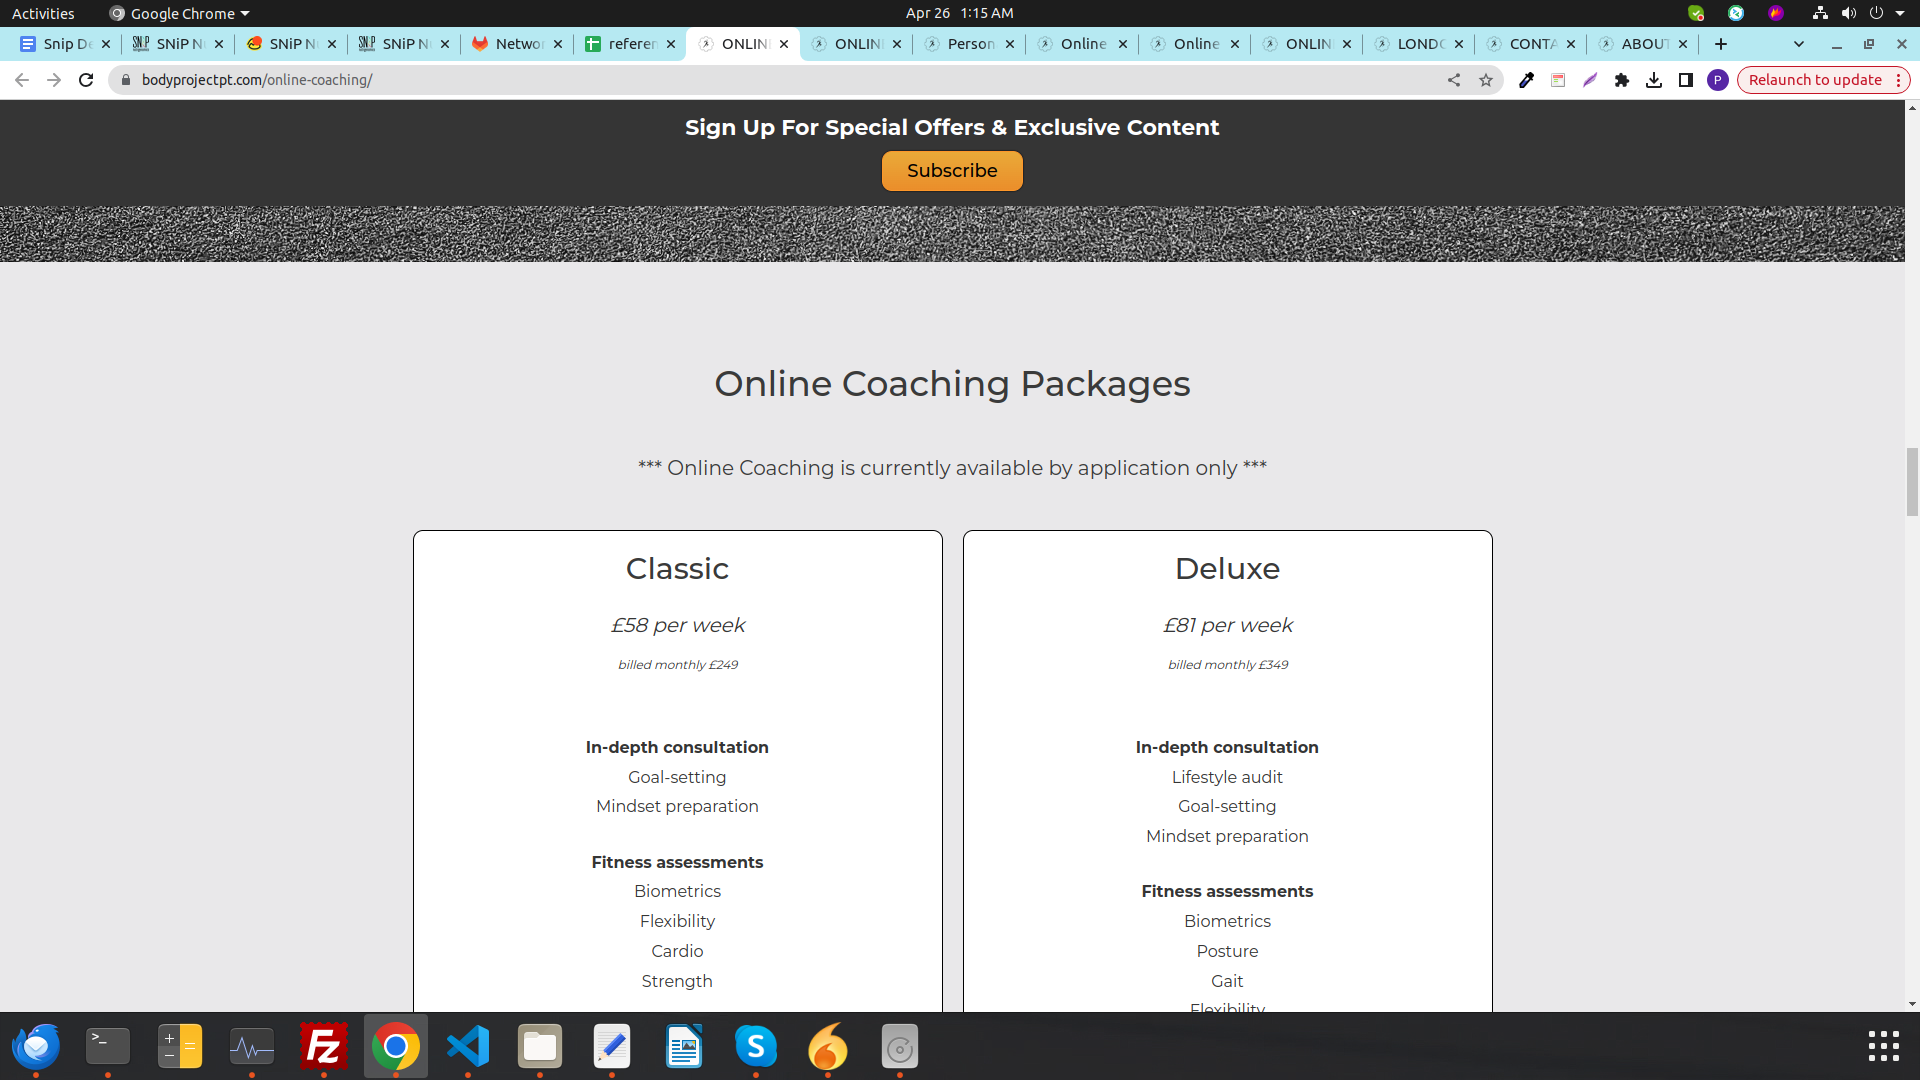 Activities Google Chrome Apr 26 1:15 AM
Snip De SNiP Nu SNiP Nu SNiP Nu Networ referen ONLIN ONLIN Person Online Online ONLIN LONDO CONTA ABOUT
bodyprojectpt.com/online-coaching/ P Relaunch to update
Sign Up For Special Offers & Exclusive Content
Subscribe
Online Coaching Packages
*** Online Coaching is currently available by application only ***
Classic
£58 per week
billed monthly £249
In-depth consultation
Goal-setting
Mindset preparation
Fitness assessments
Biometrics
Flexibility
Cardio
Strength
Deluxe
£81 per week
billed monthly £349
In-depth consultation
Lifestyle audit
Goal-setting
Mindset preparation
Fitness assessments
Biometrics
Posture
Gait
Flexibility